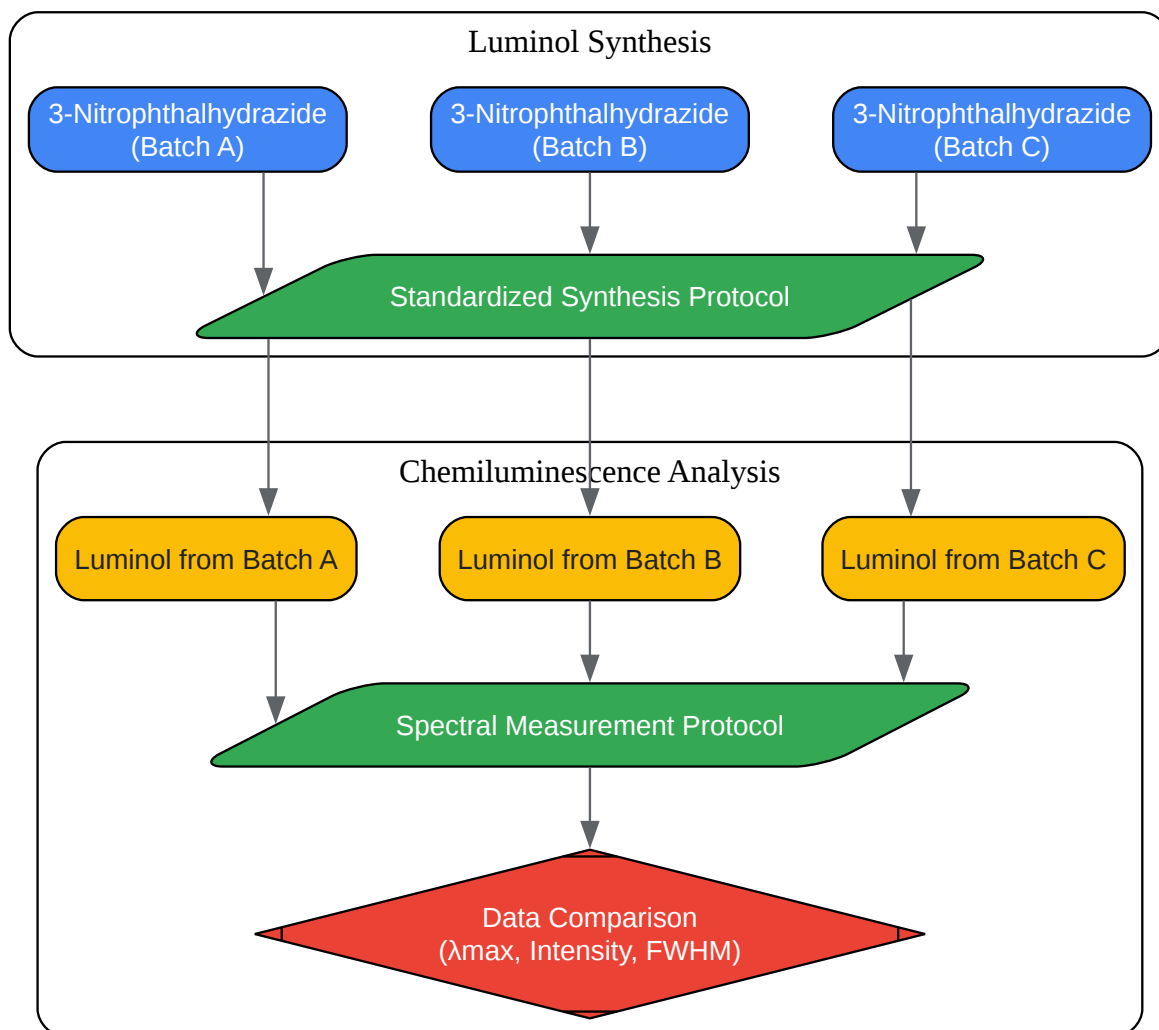 Luminol Synthesis
3-Nitrophthalhydrazide
(Batch A)
3-Nitrophthalhydrazide
(Batch B)
3-Nitrophthalhydrazide
(Batch C)
Standardized Synthesis Protocol
Chemiluminescence Analysis
Luminol from Batch A
Luminol from Batch B
Luminol from Batch C
Spectral Measurement Protocol
Data Comparison
(λmax, Intensity, FWHM)